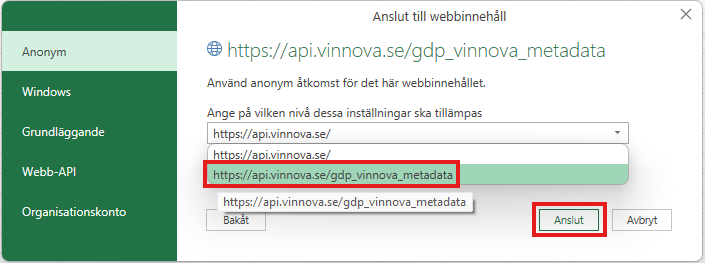 Anslut till webbinnehåll
Anonym
Windows
Grundläggande
Webb-API
Organisationskonto
https://api.vinnova.se/gdp_vinnova_metadata
Använd anonym åtkomst för det här webbinnehållet.
Ange på vilken nivå dessa inställningar ska tillämpas
https://api.vinnova.se/
https://api.vinnova.se/
https://api.vinnova.se/gdp_vinnova_metadata
https://api.vinnova.se/gdp_vinnova_metadata
Bakåt
Anslut
Avbryt